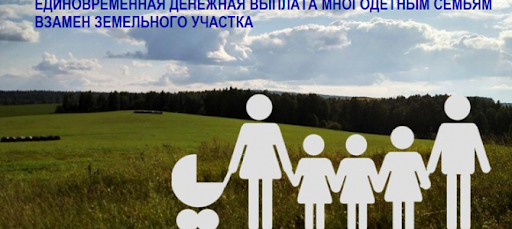 ЕДИНОВРЕМЕННАЯ ДЕНЕЖНАЯ ВЫПЛАТА МНОГОДЕТНЫМ СЕМЬЯМ
ВЗАМЕН ЗЕМЕЛЬНОГО УЧАСТКА